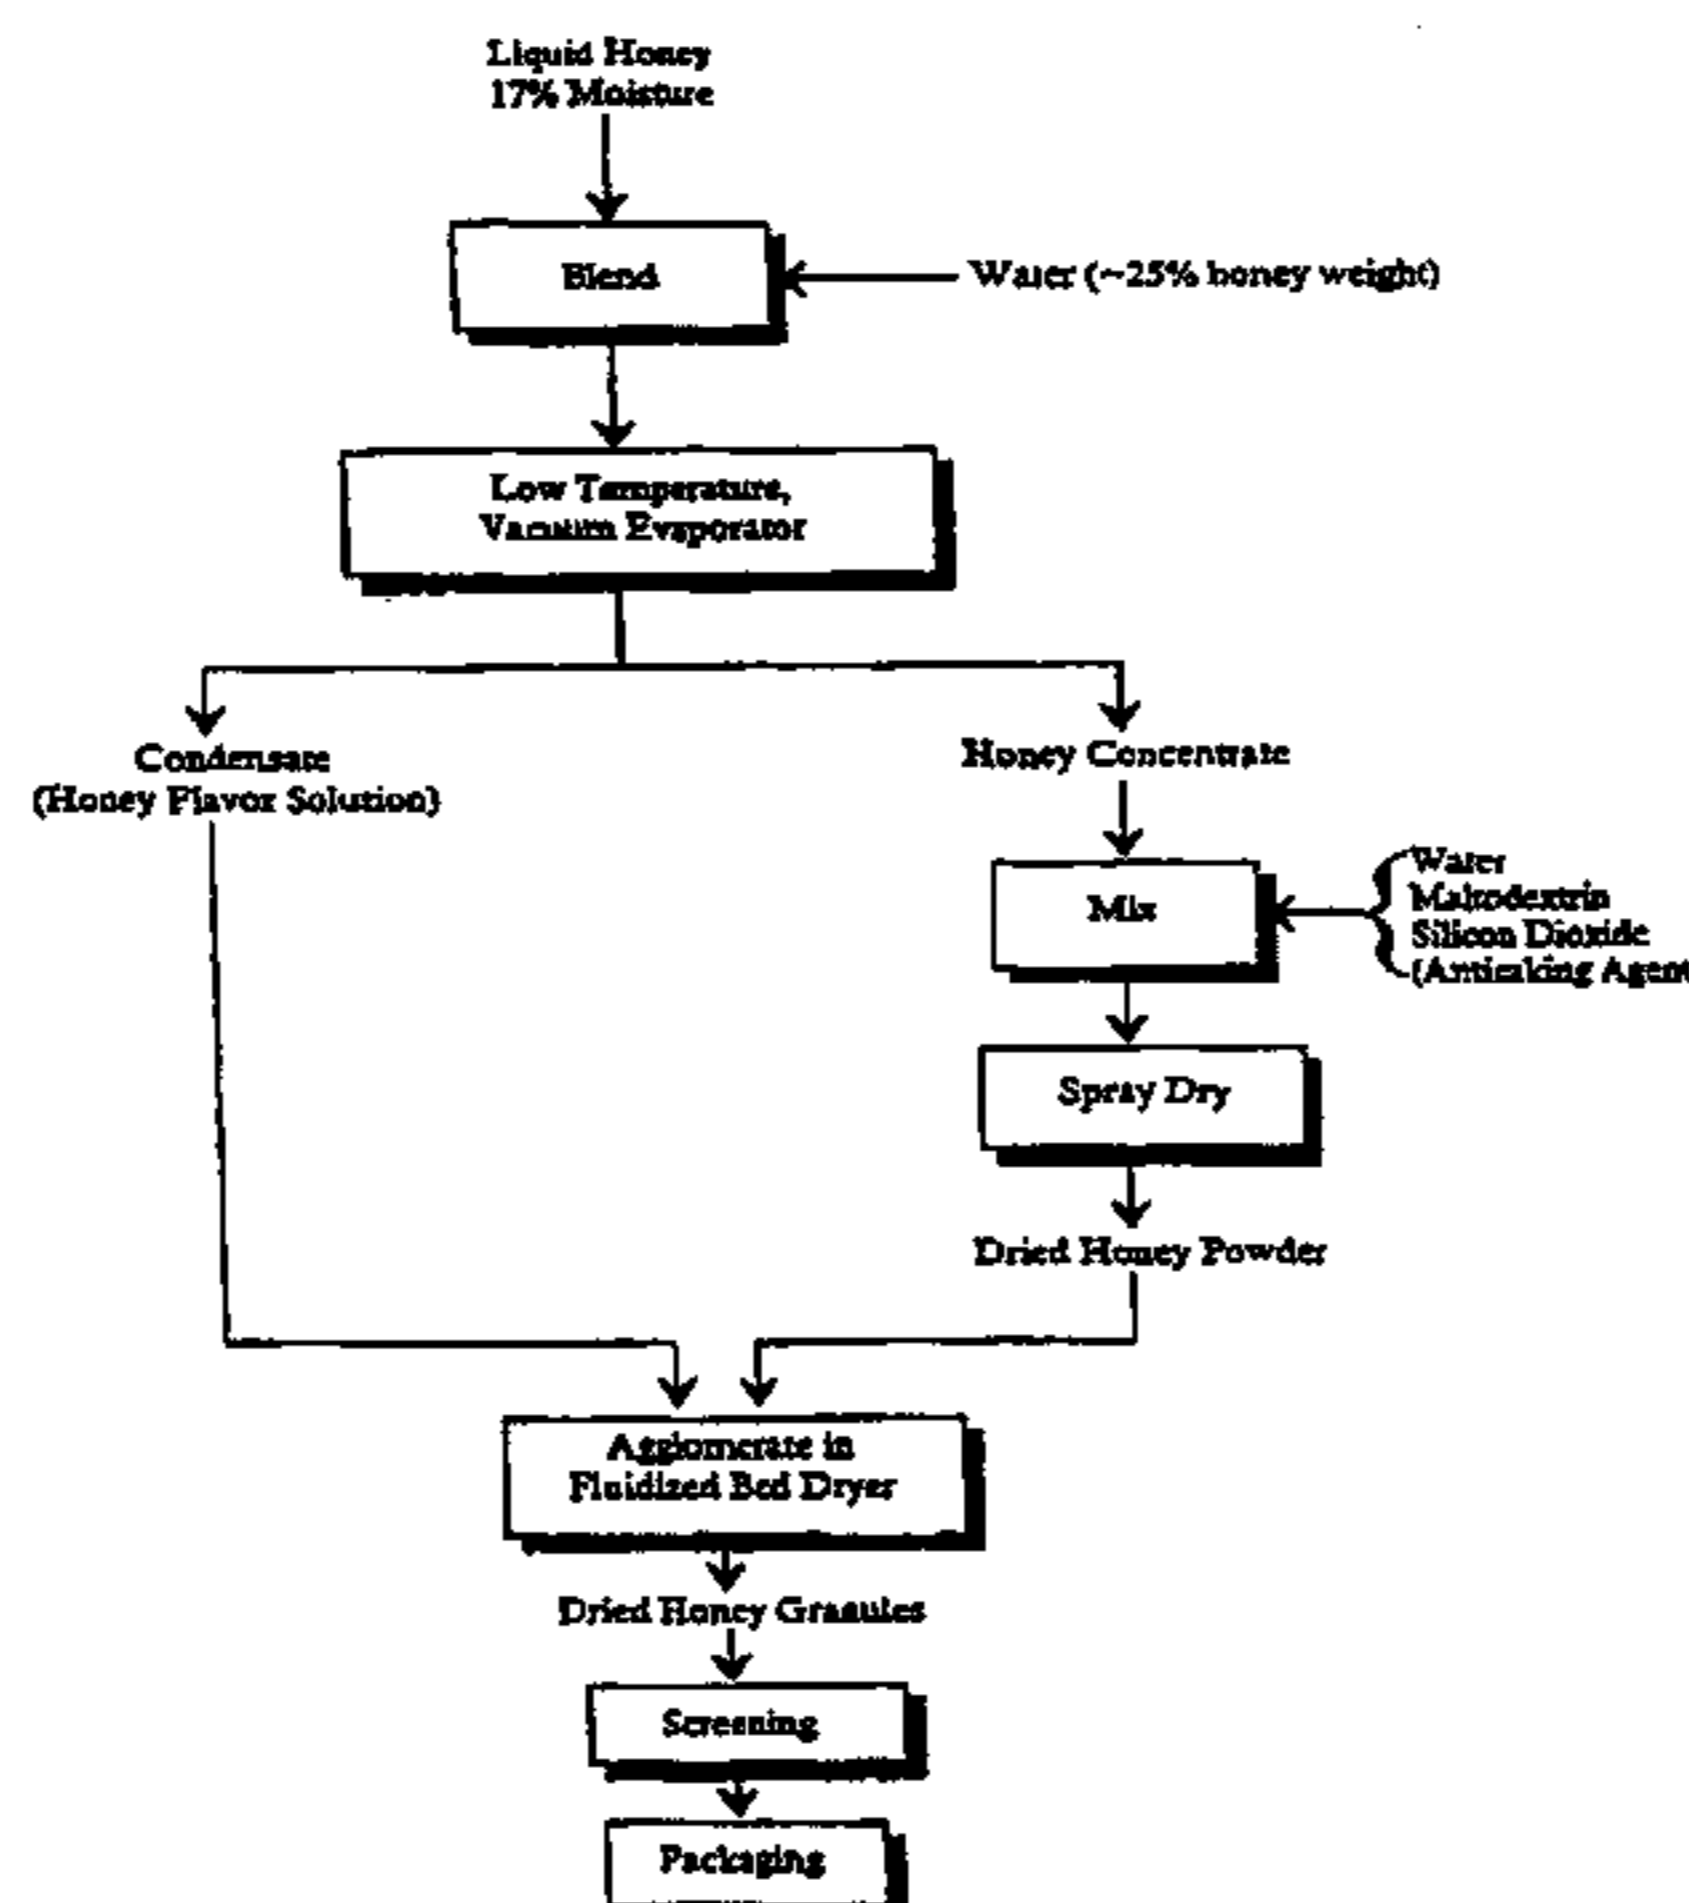 Liquid Honey
17% Moisture
Blend
Water (~25% honey weight)
Low Temperature,
Vacuum Evaporator
Condensate
(Honey Flavor Solution)
Honey Concentrate
Mix
Water
Maltodextrin
Silicon Dioxide
(Anticaking Agent
Spray Dry
Dried Honey Powder
Agglomerate in
Fluidized Bed Dryer
Dried Honey Granules
Screening
Packaging